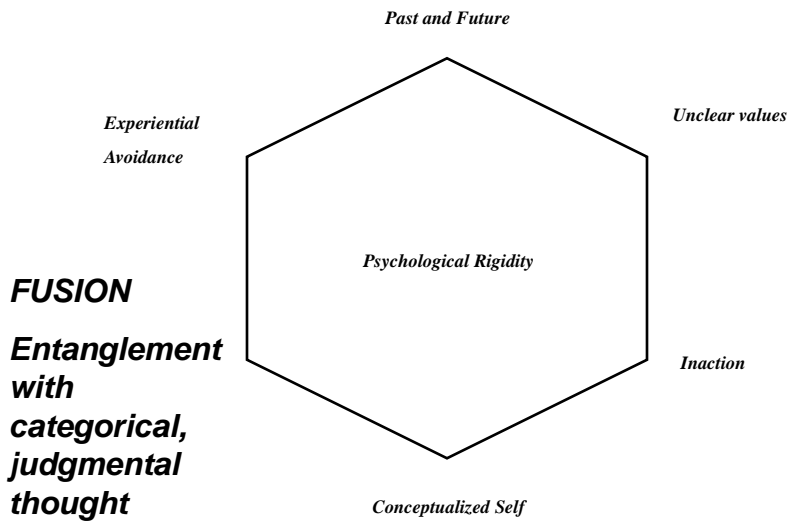 Past and Future
Experiential
Avoidance
Unclear values
Psychological Rigidity
FUSION
Entanglement
with
categorical,
judgmental
thought
Inaction
Conceptualized Self